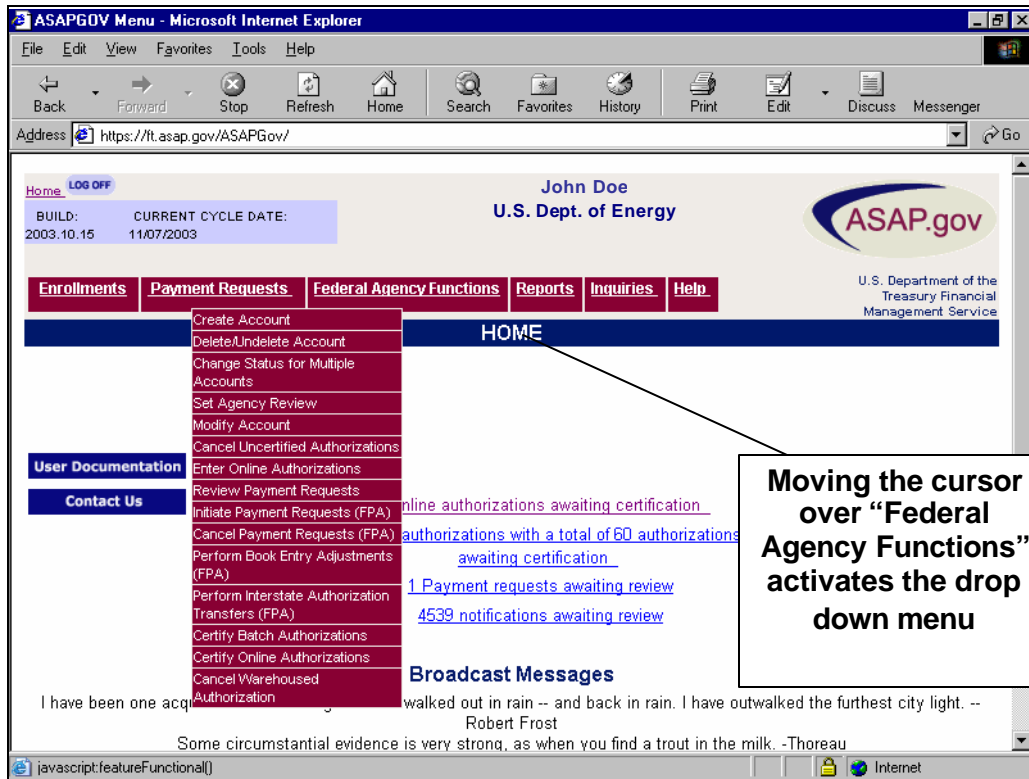 ASAPGOV Menu - Microsoft Internet Explorer
File Edit View Favorites Tools Help
Back Forward Stop Refresh Home Search Favorites History Print Edit Discuss Messenger
Address https://ft.asap.gov/ASAPGov/ Go
Home LOG OFF
BUILD: CURRENT CYCLE DATE:
2003.10.15 11/07/2003
John Doe
U.S. Dept. of Energy
ASAP.gov
U.S. Department of the
Treasury Financial
Management Service
Enrollments Payment Requests Federal Agency Functions Reports Inquiries Help
HOME
Create Account
Delete/Undelete Account
Change Status for Multiple
Accounts
Set Agency Review
Modify Account
Cancel Uncertified Authorizations
Enter Online Authorizations
Review Payment Requests
Initiate Payment Requests (FPA)
Cancel Payment Requests (FPA)
Perform Book Entry Adjustments
(FPA)
Perform Interstate Authorization
Transfers (FPA)
Certify Batch Authorizations
Certify Online Authorizations
Cancel Warehoused
Authorization
User Documentation
Contact Us
nline authorizations awaiting certification
authorizations with a total of 60 authorizations
awaiting certification
1 Payment requests awaiting review
4539 notifications awaiting review
Moving the cursor
over “Federal
Agency Functions”
activates the drop
down menu
Broadcast Messages
I have been one acq walked out in rain -- and back in rain. I have outwalked the furthest city light. --
Robert Frost
Some circumstantial evidence is very strong, as when you find a trout in the milk. -Thoreau
javascript:featureFunctional() Internet